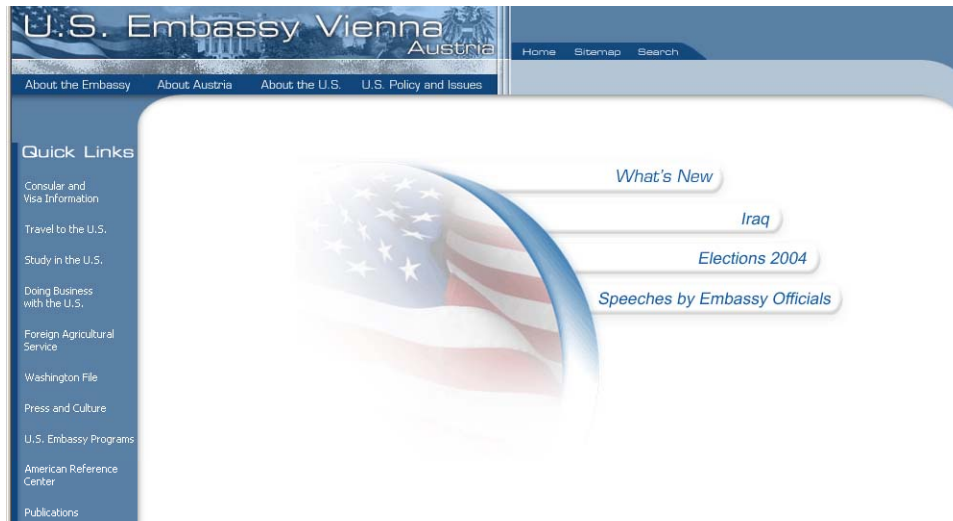 U.S. Embassy Vienna
Austria
Home Sitemap Search
About the Embassy About Austria About the U.S. U.S. Policy and Issues
Quick Links
Consular and
Visa Information
Travel to the U.S.
Study in the U.S.
Doing Business
with the U.S.
Foreign Agricultural
Service
Washington File
Press and Culture
U.S. Embassy Programs
American Reference
Center
Publications
What's New
Iraq
Elections 2004
Speeches by Embassy Officials